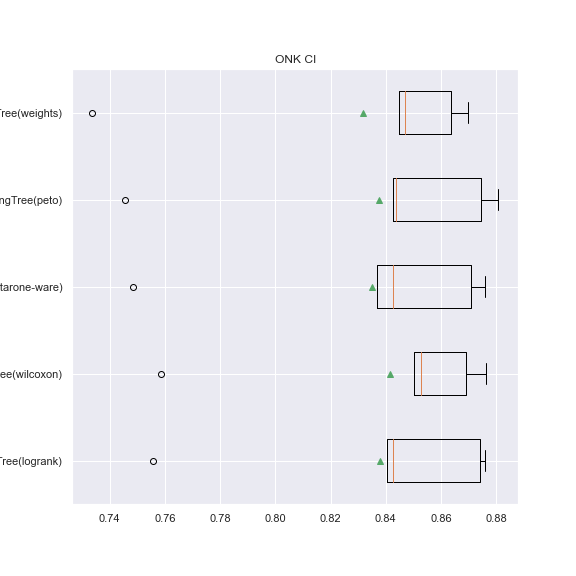 ONK CI
Tree(weights)
ngTree(peto)
tarone-ware)
ee(wilcoxon)
Tree(logrank)
0.74 0.76 0.78 0.80 0.82 0.84 0.86 0.88